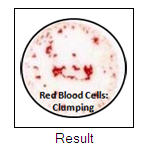 Red Blood Cells:
Clumping
Result